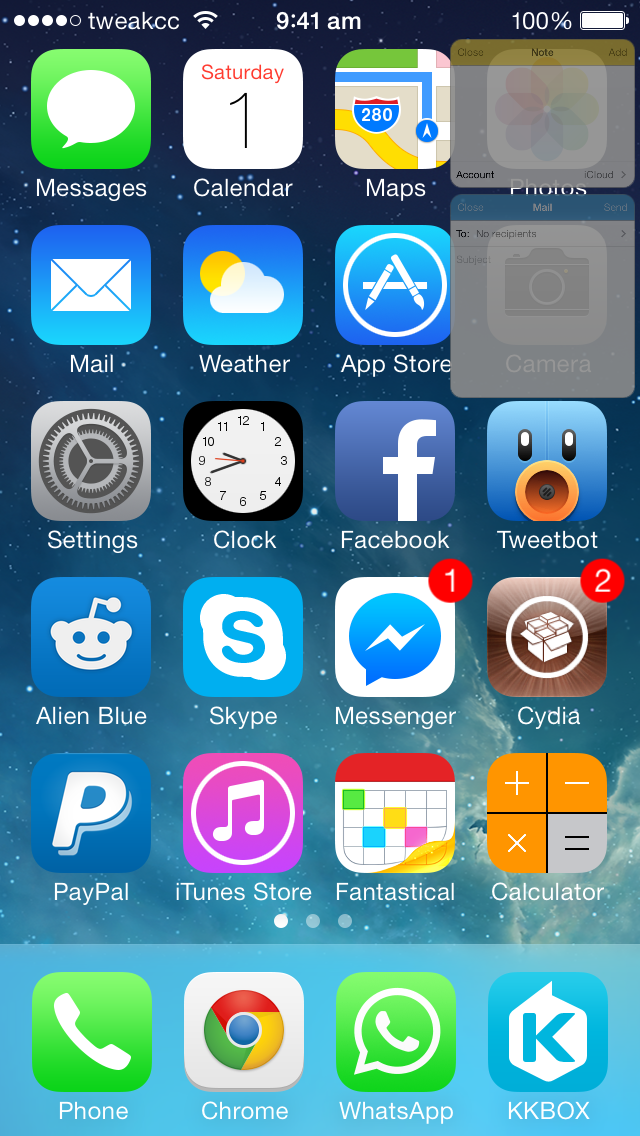 tweakcc 9:41 am 100%
Close Note Add
Saturday
1
280
Account iCloud
Messages Calendar Maps Photos
Close Mail Send
To: No recipients
Subject
Mail Weather App Store Camera
12
11 1
10 2
9 3
8 4
7 5
6
Settings Clock Facebook Tweetbot
1 2
Alien Blue Skype Messenger Cydia
PayPal iTunes Store Fantastical Calculator
Phone Chrome WhatsApp KKBOX